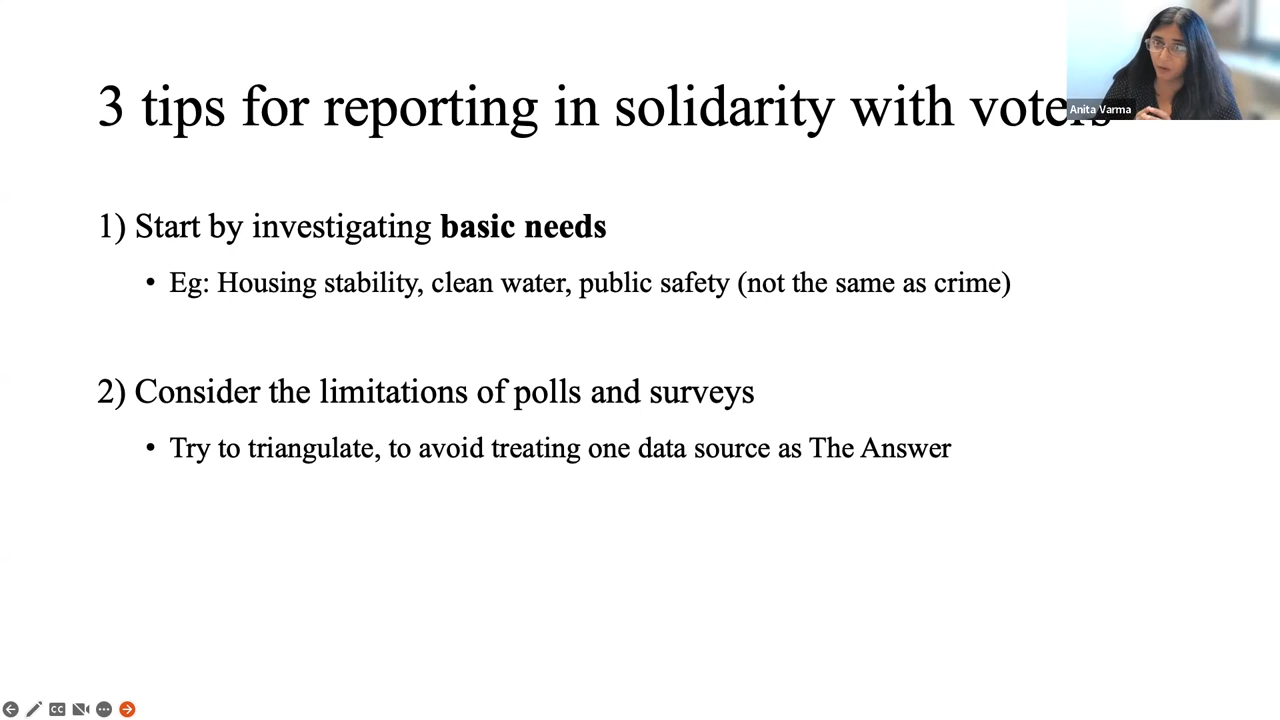 3 tips for reporting in solidarity with voters
Anita Varma
1) Start by investigating basic needs
• Eg: Housing stability, clean water, public safety (not the same as crime)
2) Consider the limitations of polls and surveys
• Try to triangulate, to avoid treating one data source as The Answer
CC